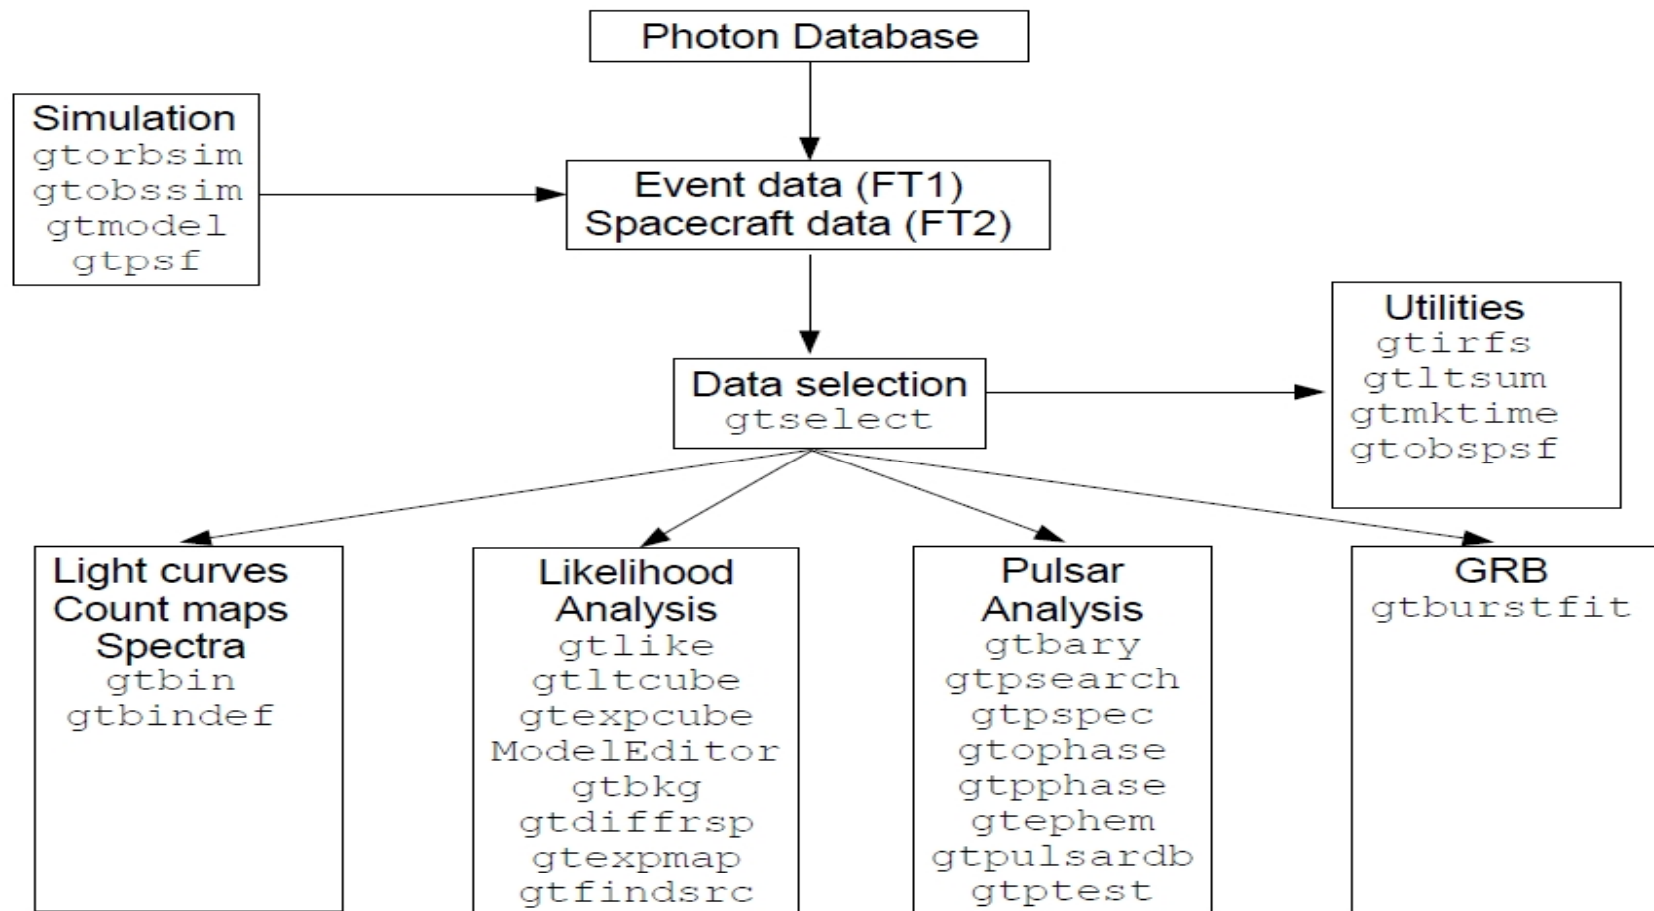 Photon Database
Simulation
gtorbsim
gtobssim
gtmodel
gtpsf
Event data (FT1)
Spacecraft data (FT2)
Utilities
gtirfs
gtltsum
gtmktime
gtobspsf
Data selection
gtselect
Light curves
Count maps
Spectra
gtbin
gtbindef
Likelihood
Analysis
gtlike
gtltcube
gtexpcube
ModelEditor
gtbkg
gtdiffrsp
gtexpmap
gtfindsrc
Pulsar
Analysis
gtbary
gtpsearch
gtpspec
gtophase
gtpphase
gtephem
gtpulsardb
gtptest
GRB
gtburstfit